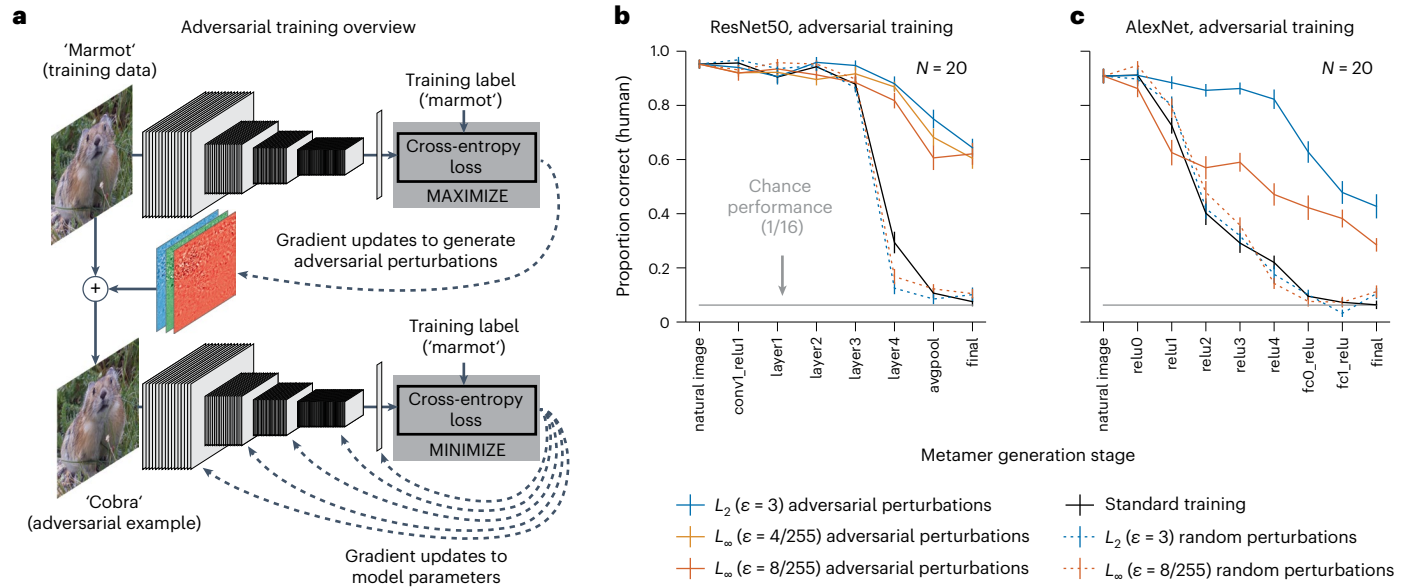 a
Adversarial training overview
‘Marmot‘
(training data)
Training label
(‘marmot’)
Cross-entropy
loss
MAXIMIZE
Gradient updates to generate
adversarial perturbations
+
Training label
(‘marmot’)
Cross-entropy
loss
MINIMIZE
‘Cobra‘
(adversarial example)
Gradient updates to
model parameters
b
ResNet50, adversarial training
N = 20
Proportion correct (human)
1.0
0.8
0.6
0.4
0.2
0
Chance
performance
(1/16)
natural image
conv1_relu1
layer1
layer2
layer3
layer4
avgpool
final
c
AlexNet, adversarial training
N = 20
natural image
relu0
relu1
relu2
relu3
relu4
fc0_relu
fc1_relu
final
Metamer generation stage
L2 (ε = 3) adversarial perturbations
L∞ (ε = 4/255) adversarial perturbations
L∞ (ε = 8/255) adversarial perturbations
Standard training
L2 (ε = 3) random perturbations
L∞ (ε = 8/255) random perturbations